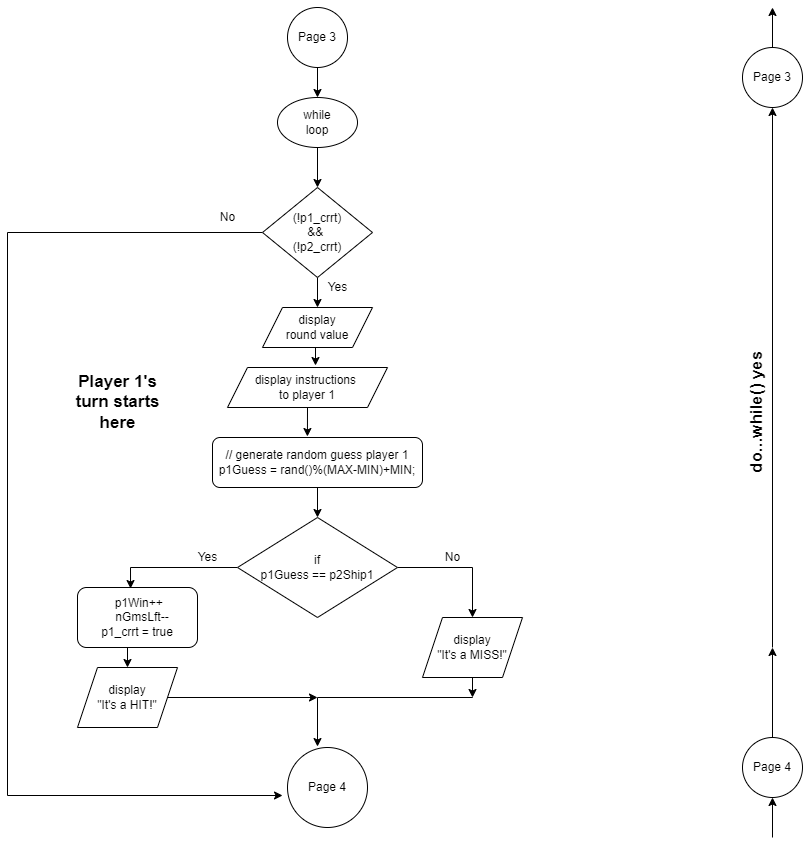 Page 3
Page 3
while
loop
No
(!p1_crrt)
&&
(!p2_crrt)
Yes
display
round value
display instructions
to player 1
Player 1's
turn starts
here
do...while() yes
// generate random guess player 1
p1Guess = rand()%(MAX-MIN)+MIN;
Yes
if
p1Guess == p2Ship1
No
p1Win++
nGmsLft--
p1_crrt = true
display
"It's a MISS!"
display
"It's a HIT!"
Page 4
Page 4